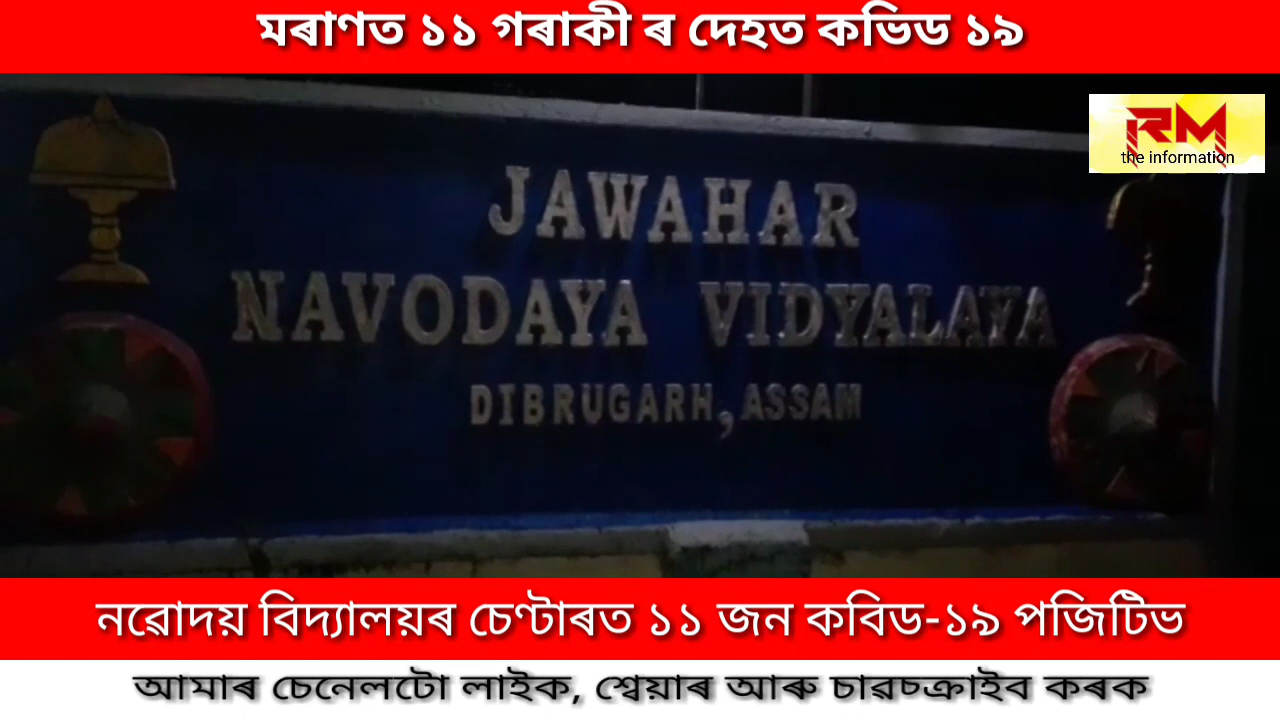 মৰাণত ১১ গৰাকী ৰ দেহত কভিড ১৯
RM
the information
JAWAHAR
NAVODAYA VIDYALAYA
DIBRUGARH, ASSAM
নৱোদয় বিদ্যালয়ৰ চেণ্টাৰত ১১ জন কবিড-১৯ পজিটিভ
আমাৰ চেনেলটো লাইক, শ্বেয়াৰ আৰু চাৱচক্ৰাইব কৰক